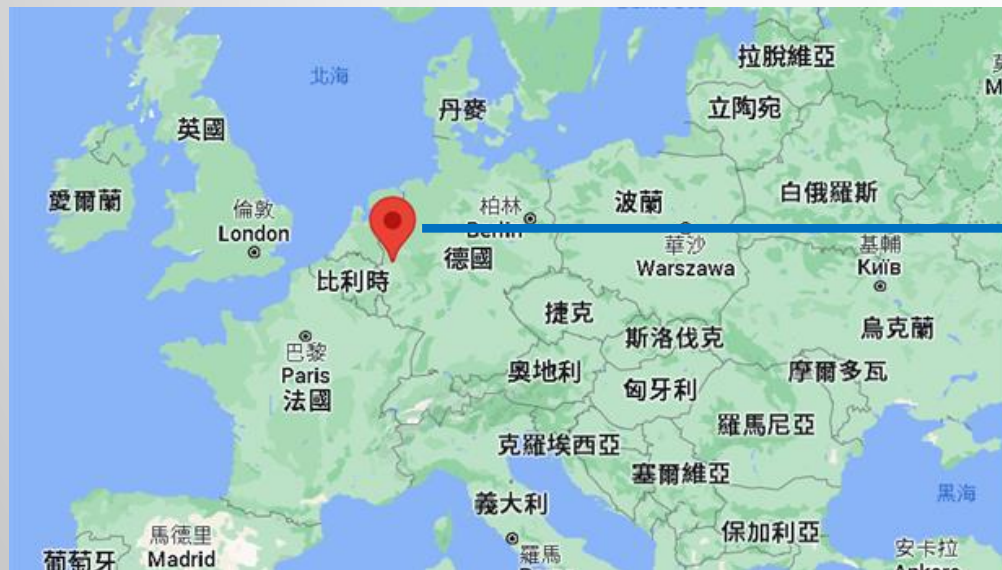 北海
拉脫維亞
丹麥
立陶宛
英國
愛爾蘭
倫敦
London
柏林
波蘭
白俄羅斯
華沙
Warszawa
基輔
Київ
德國
比利時
捷克
斯洛伐克
烏克蘭
巴黎
Paris
法國
奧地利
匈牙利
摩爾多瓦
羅馬尼亞
克羅埃西亞
塞爾維亞
黑海
義大利
保加利亞
馬德里
Madrid
葡萄牙
羅馬
安卡拉